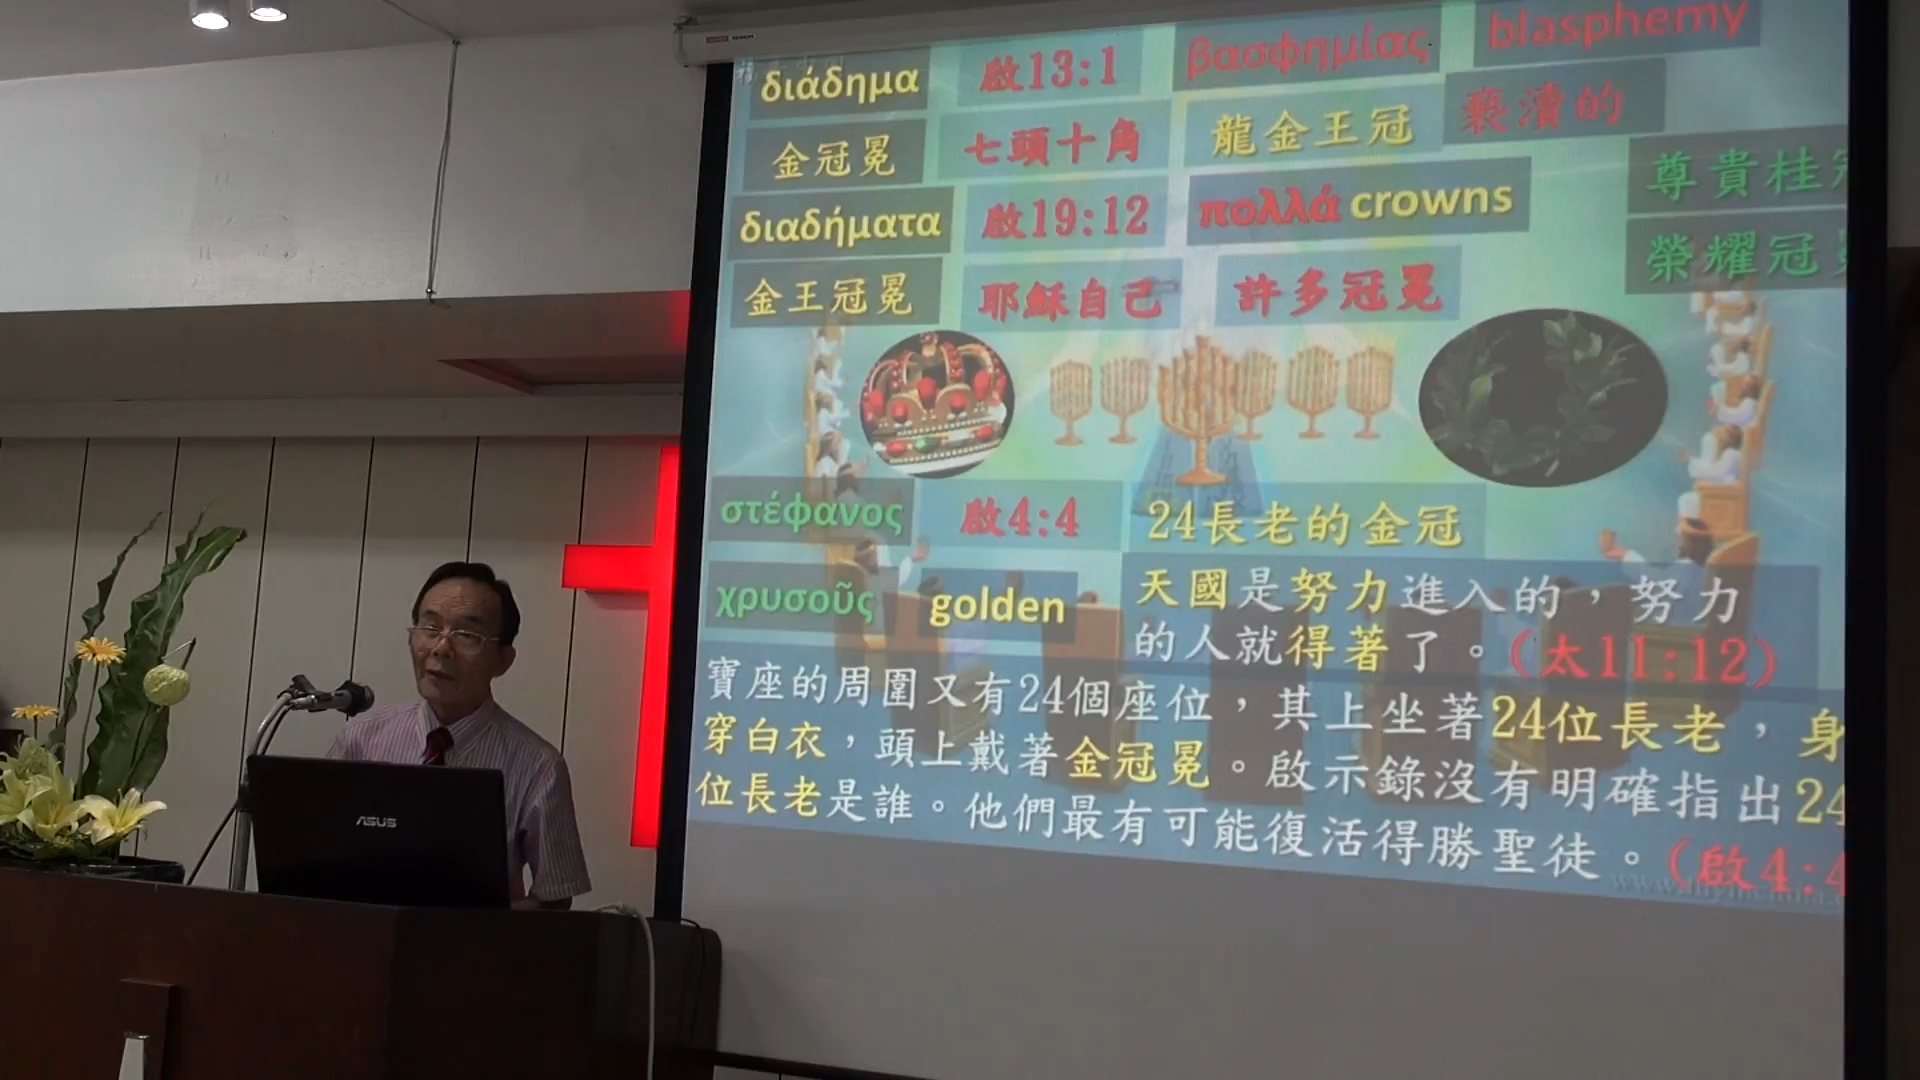 διάδημα 啟13:1 βασφημίας blasphemy
金冠冕 七頭十角 龍金王冠 褻瀆的
尊貴桂
διαδήματα 啟19:12 πολλά crowns
榮耀冠
金王冠冕 耶穌自己 許多冠冕
στέφανος 啟4:4 24長老的金冠
χρυσοῦς golden
天國是努力進入的，努力
的人就得著了。(太11:12)
寶座的周圍又有24個座位，其上坐著24位長老，身
穿白衣，頭上戴著金冠冕。啟示錄沒有明確指出24
位長老是誰。他們最有可能復活得勝聖徒。(啟4:4
ASUS